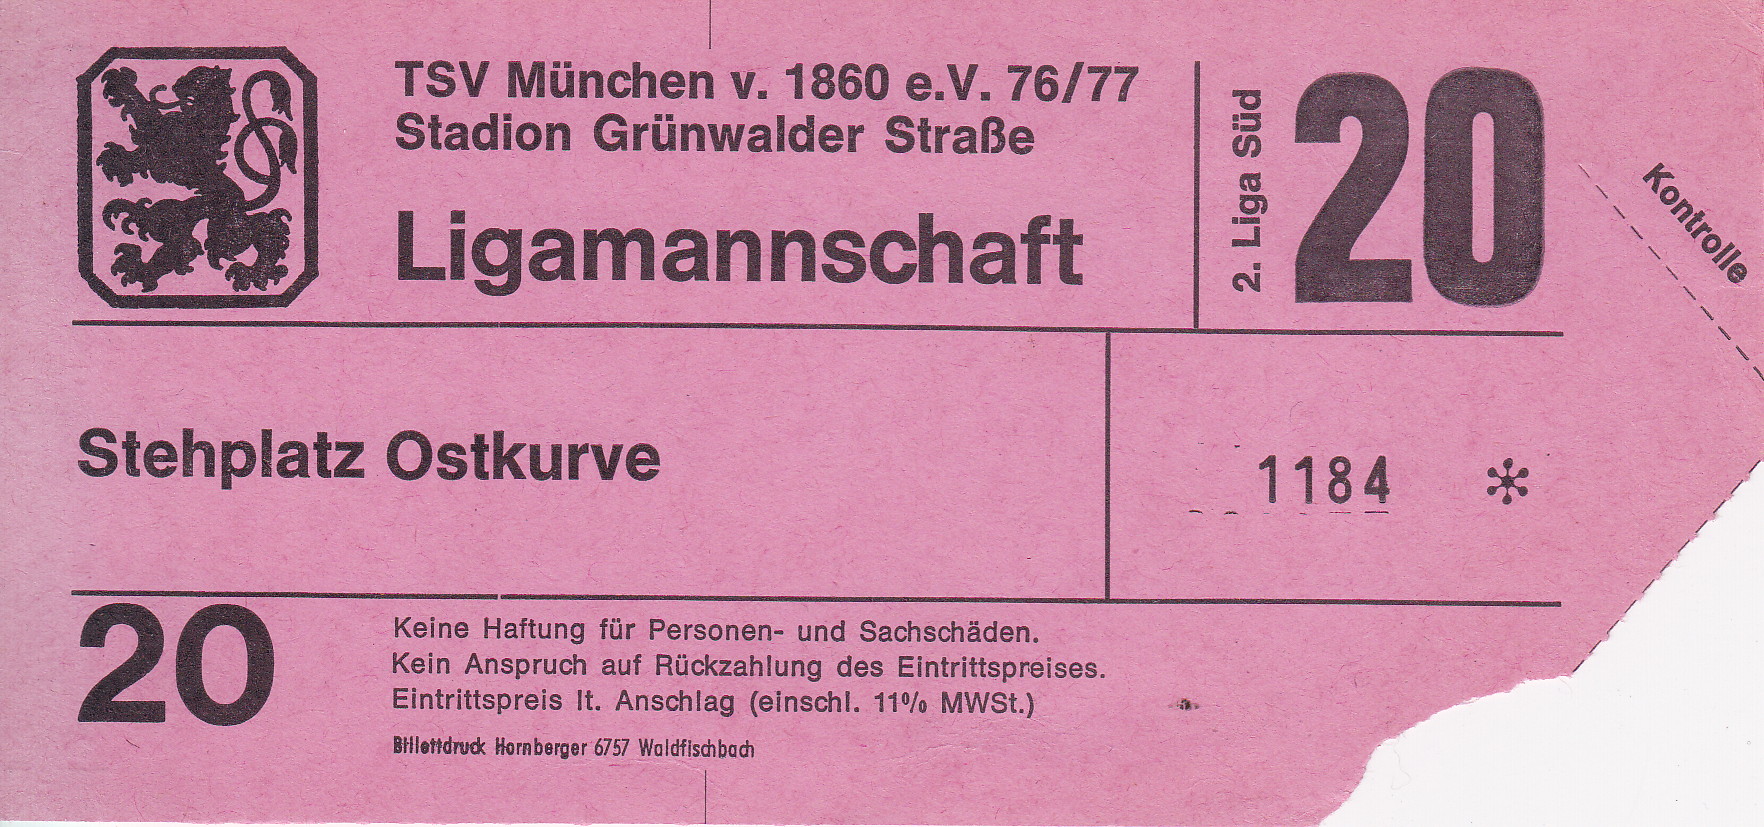 TSV München v. 1860 e.V. 76/77
Stadion Grünwalder Straße
Ligamannschaft
2. Liga Süd
20
Kontrolle
Stehplatz Ostkurve
1184 *
20
Keine Haftung für Personen- und Sachschäden.
Kein Anspruch auf Rückzahlung des Eintrittspreises.
Eintrittspreis lt. Anschlag (einschl. 11% MWSt.)
Billettdruck Hornberger 6757 Waldfischbach